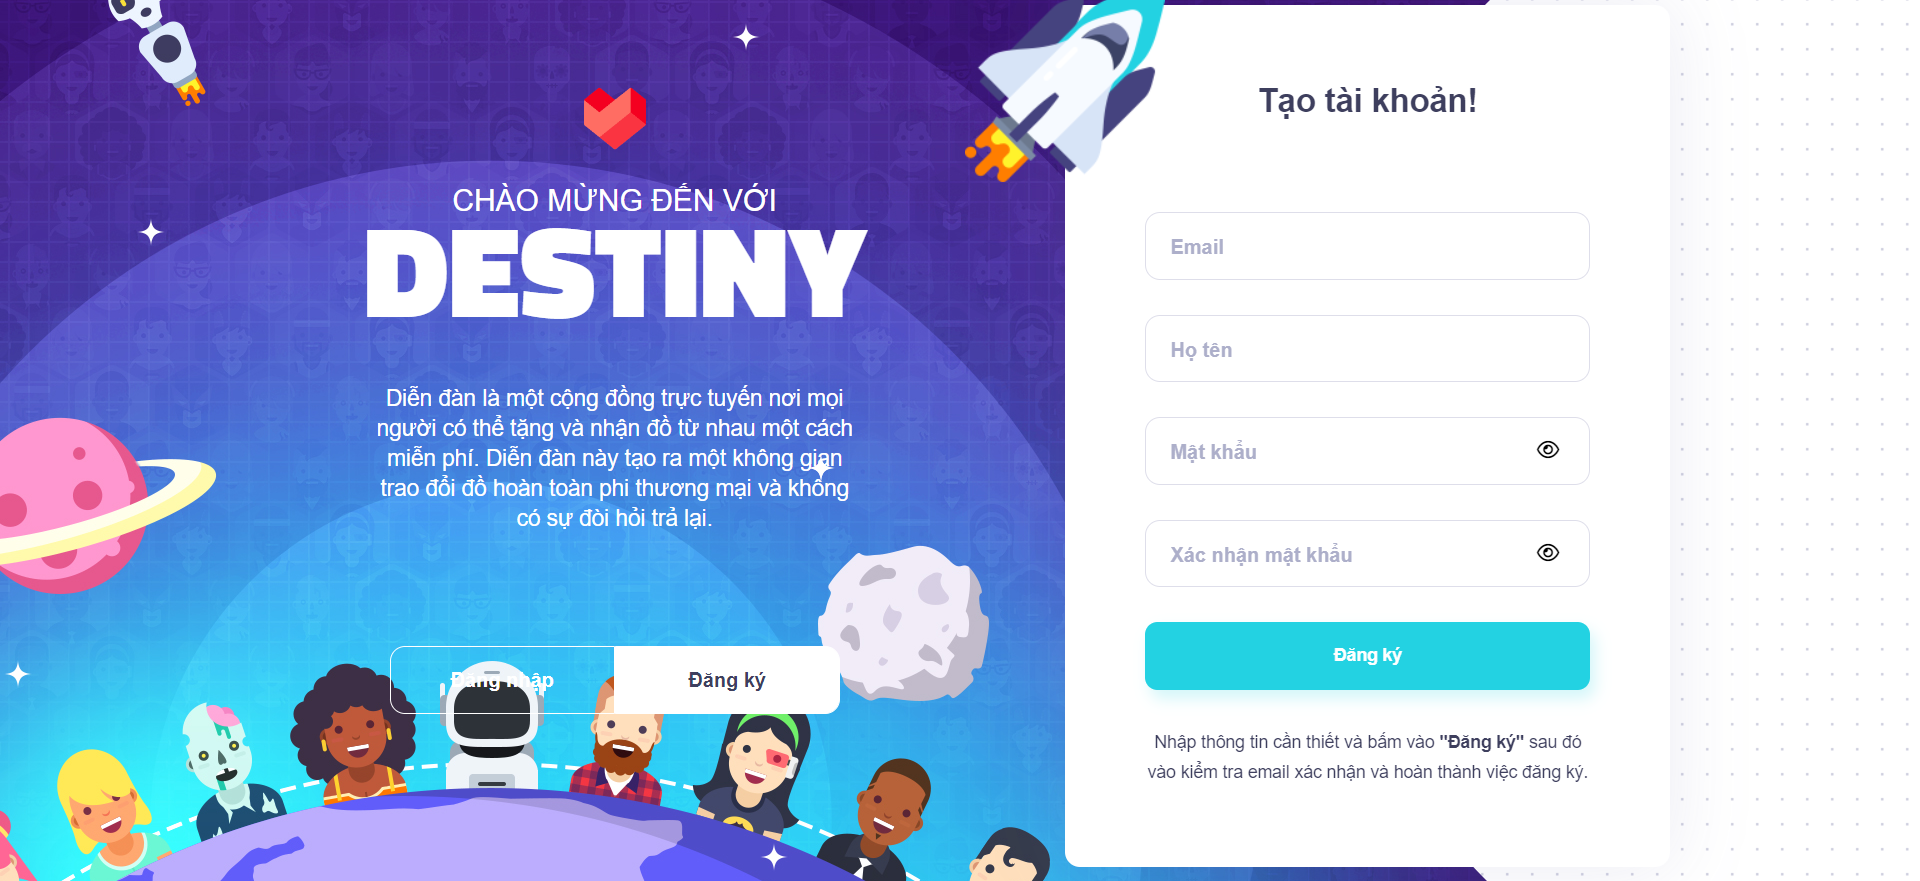 CHÀO MỪNG ĐẾN VỚI
DESTINY
Diễn đàn là một cộng đồng trực tuyến nơi mọi
người có thể tặng và nhận đồ từ nhau một cách
miễn phí. Diễn đàn này tạo ra một không gian
trao đổi đồ hoàn toàn phi thương mại và không
có sự đòi hỏi trả lại.
Đăng nhập
Đăng ký
Tạo tài khoản!
Email
Họ tên
Mật khẩu
Xác nhận mật khẩu
Đăng ký
Nhập thông tin cần thiết và bấm vào "Đăng ký" sau đó
vào kiểm tra email xác nhận và hoàn thành việc đăng ký.